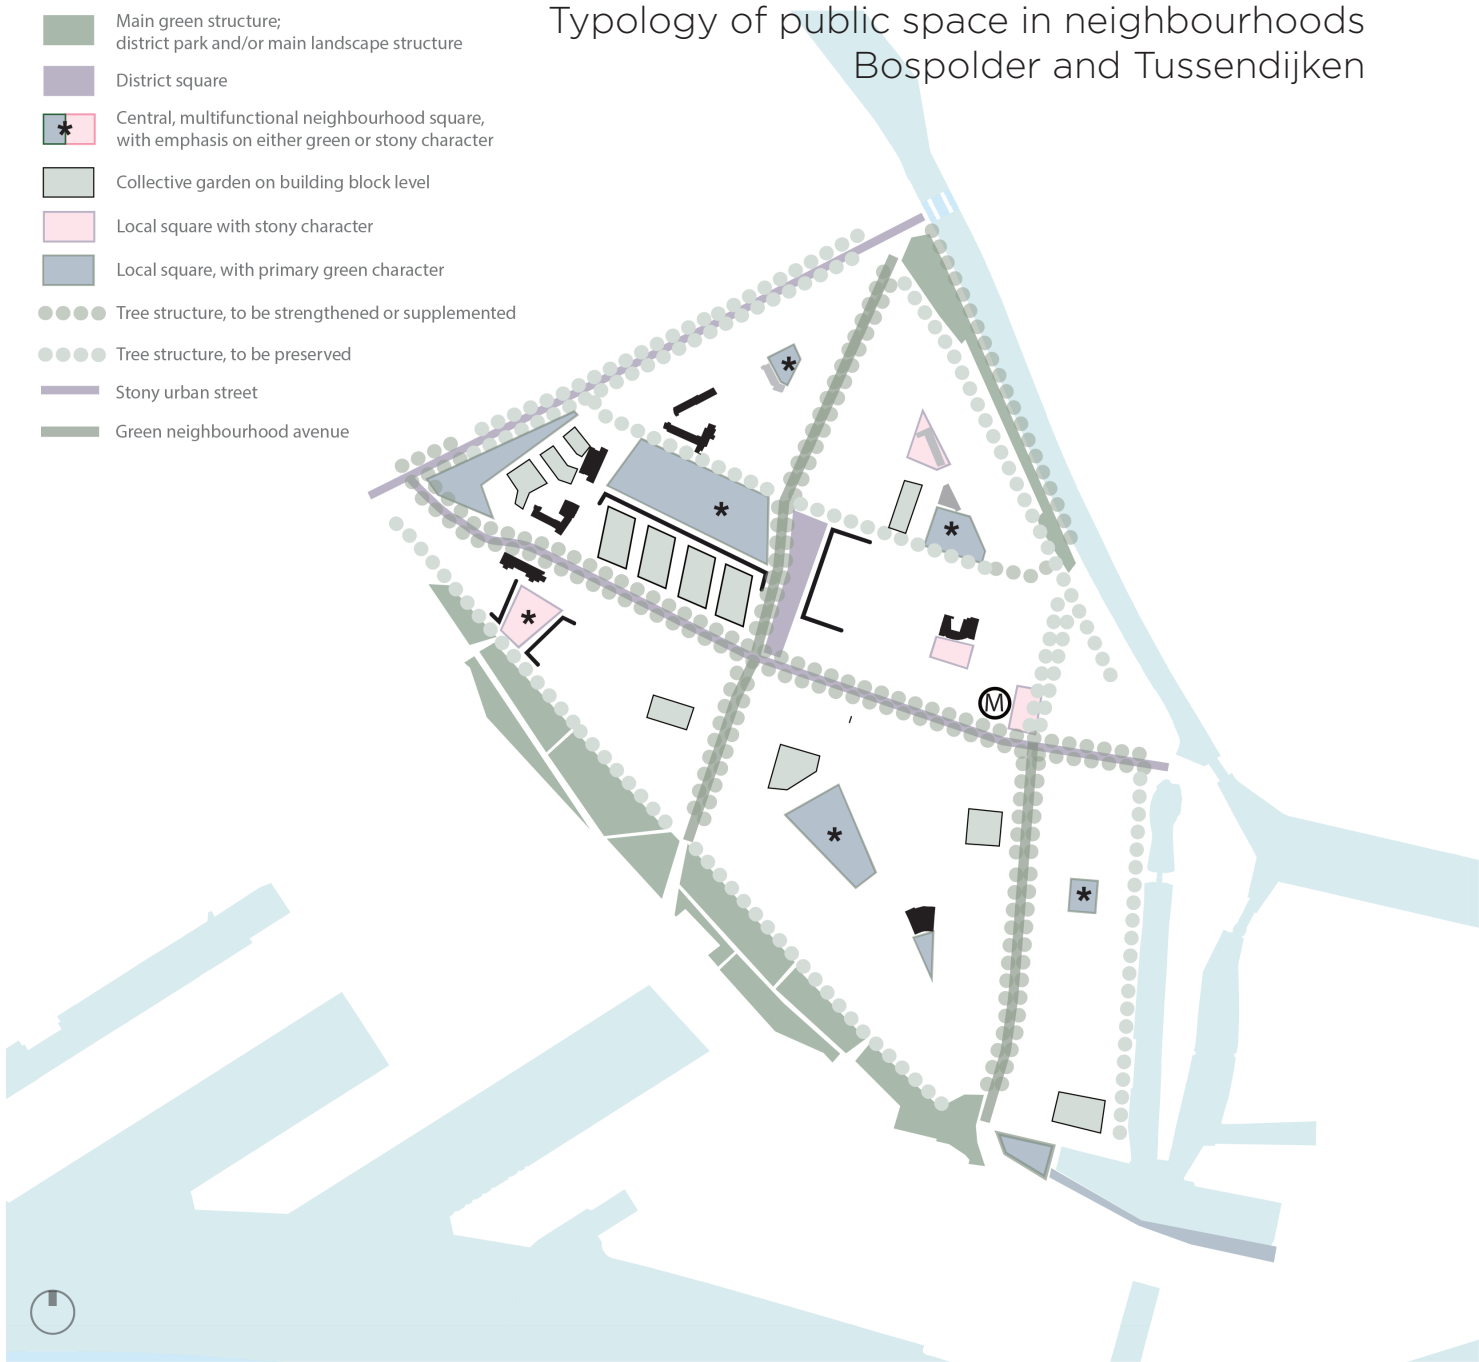 Typology of public space in neighbourhoods
Bospolder and Tussendijken
Main green structure;
district park and/or main landscape structure
District square
*
Central, multifunctional neighbourhood square,
with emphasis on either green or stony character
Collective garden on building block level
Local square with stony character
Local square, with primary green character
Tree structure, to be strengthened or supplemented
Tree structure, to be preserved
Stony urban street
Green neighbourhood avenue
*
*
*
*
M
*
*